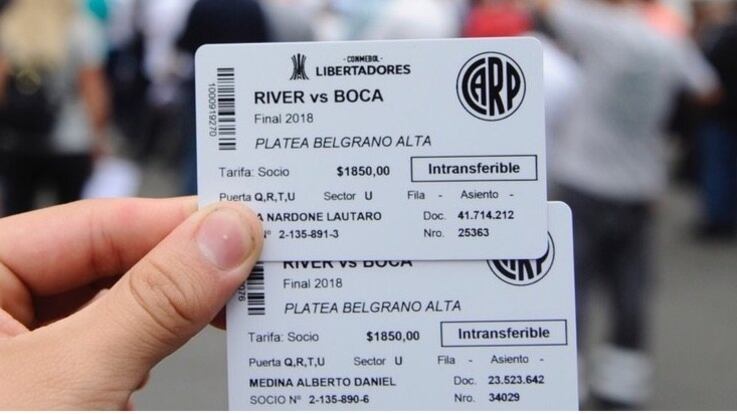 -CONMEBOL-
LIBERTADORES
CARP
RIVER vs BOCA
Final 2018
PLATEA BELGRANO ALTA
Tarifa: Socio $1850,00 Intransferible
Puerta Q,R,T,U Sector U Fila - Asiento -
A NARDONE LAUTARO Doc. 41.714.212
Nº 2-135-891-3 Nro. 25363
1000919270
RIVER vs BOCA
CARP
Final 2018
PLATEA BELGRANO ALTA
Tarifa: Socio $1850,00 Intransferible
Puerta Q,R,T,U Sector U Fila - Asiento -
MEDINA ALBERTO DANIEL Doc. 23.523.642
SOCIO Nº 2-135-890-6 Nro. 34029